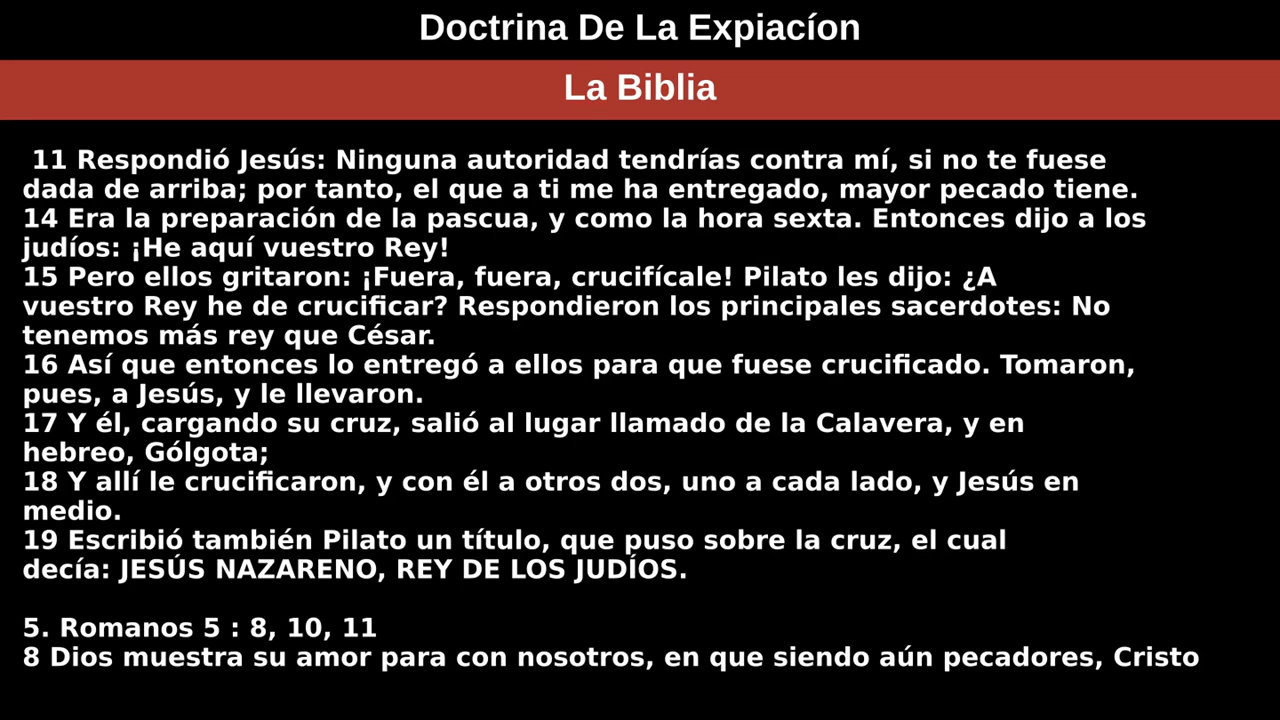 Doctrina De La Expiacíon
La Biblia
11 Respondió Jesús: Ninguna autoridad tendrías contra mí, si no te fuese
dada de arriba; por tanto, el que a ti me ha entregado, mayor pecado tiene.
14 Era la preparación de la pascua, y como la hora sexta. Entonces dijo a los
judíos: ¡He aquí vuestro Rey!
15 Pero ellos gritaron: ¡Fuera, fuera, crucifícale! Pilato les dijo: ¿A
vuestro Rey he de crucificar? Respondieron los principales sacerdotes: No
tenemos más rey que César.
16 Así que entonces lo entregó a ellos para que fuese crucificado. Tomaron,
pues, a Jesús, y le llevaron.
17 Y él, cargando su cruz, salió al lugar llamado de la Calavera, y en
hebreo, Gólgota;
18 Y allí le crucificaron, y con él a otros dos, uno a cada lado, y Jesús en
medio.
19 Escribió también Pilato un título, que puso sobre la cruz, el cual
decía: JESÚS NAZARENO, REY DE LOS JUDÍOS.
5. Romanos 5 : 8, 10, 11
8 Dios muestra su amor para con nosotros, en que siendo aún pecadores, Cristo